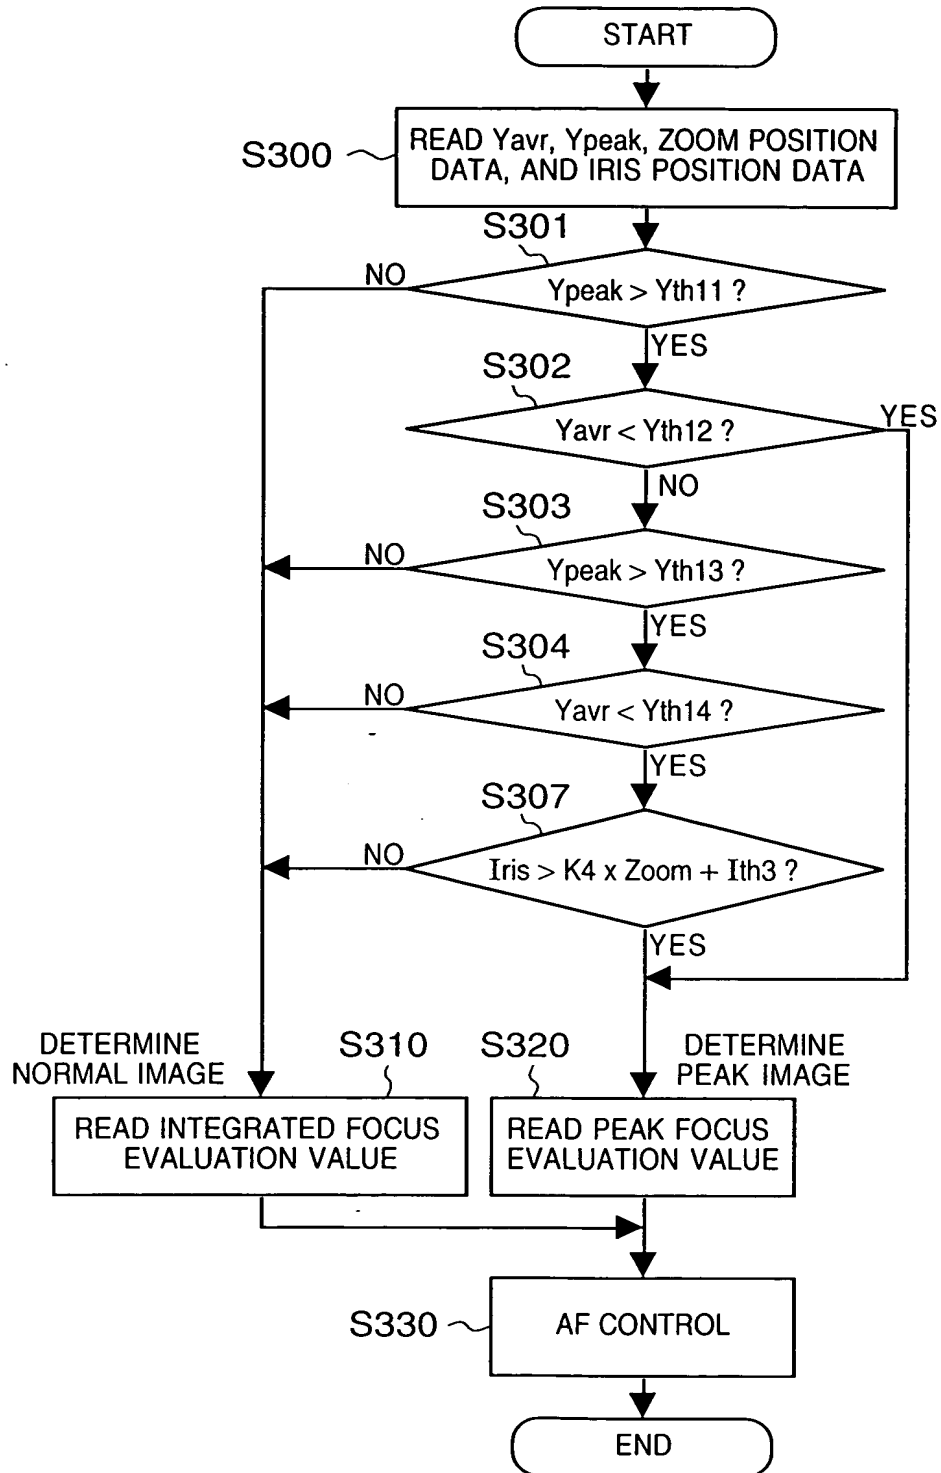 START
S300
READ Yavr, Ypeak, ZOOM POSITION
DATA, AND IRIS POSITION DATA
S301
NO
Ypeak > Yth11 ?
YES
S302
Yavr < Yth12 ?
YES
NO
S303
NO
Ypeak > Yth13 ?
YES
S304
NO
Yavr < Yth14 ?
YES
S307
NO
Iris > K4 x Zoom + Ith3 ?
YES
DETERMINE
NORMAL IMAGE
S310
S320
DETERMINE
PEAK IMAGE
READ INTEGRATED FOCUS
EVALUATION VALUE
READ PEAK FOCUS
EVALUATION VALUE
S330
AF CONTROL
END